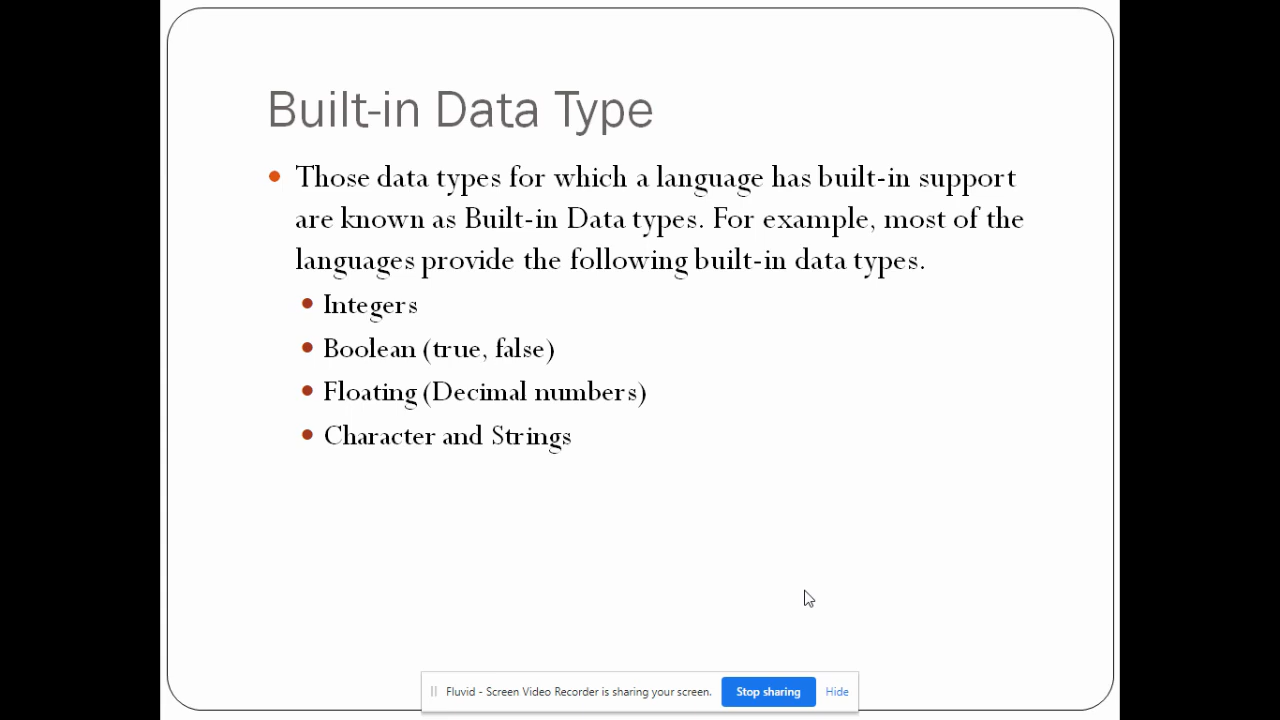 Built-in Data Type
• Those data types for which a language has built-in support
are known as Built-in Data types. For example, most of the
languages provide the following built-in data types.
• Integers
• Boolean (true, false)
• Floating (Decimal numbers)
• Character and Strings
Fluvid - Screen Video Recorder is sharing your screen. Stop sharing Hide